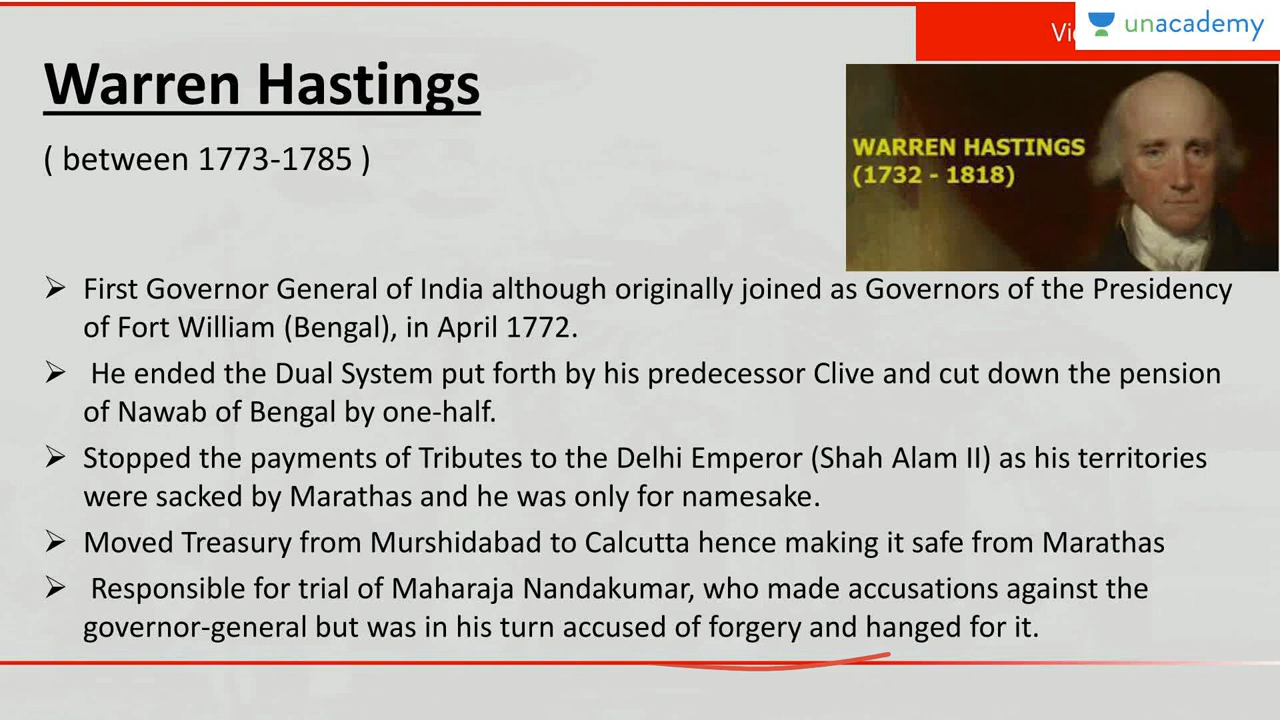 Vi
unacademy
Warren Hastings
( between 1773-1785 )
WARREN HASTINGS
(1732 - 1818)
➢ First Governor General of India although originally joined as Governors of the Presidency
of Fort William (Bengal), in April 1772.
➢ He ended the Dual System put forth by his predecessor Clive and cut down the pension
of Nawab of Bengal by one-half.
➢ Stopped the payments of Tributes to the Delhi Emperor (Shah Alam II) as his territories
were sacked by Marathas and he was only for namesake.
➢ Moved Treasury from Murshidabad to Calcutta hence making it safe from Marathas
➢ Responsible for trial of Maharaja Nandakumar, who made accusations against the
governor-general but was in his turn accused of forgery and hanged for it.